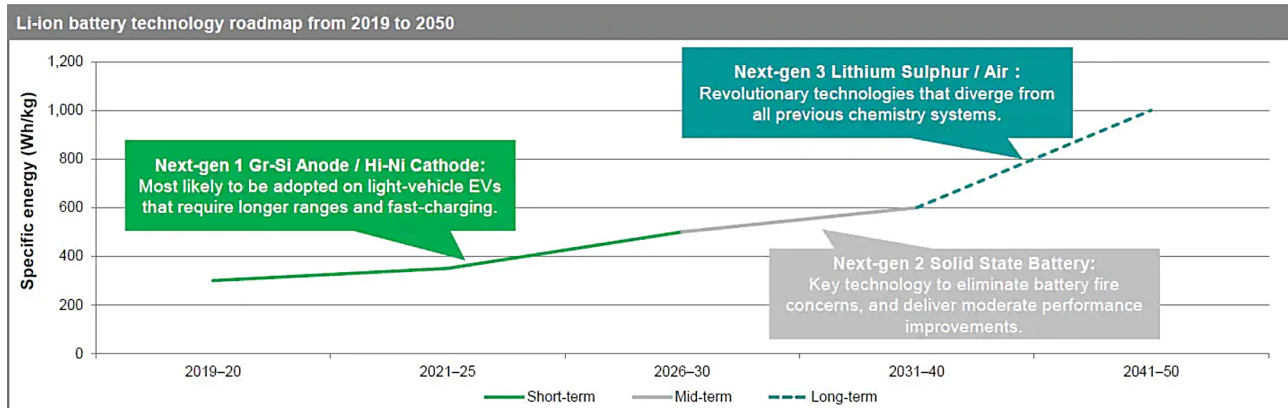 Li-ion battery technology roadmap from 2019 to 2050
Specific energy (Wh/kg)
1,200
1,000
800
600
400
200
0
Next-gen 1 Gr-Si Anode / Hi-Ni Cathode:
Most likely to be adopted on light-vehicle EVs
that require longer ranges and fast-charging.
Next-gen 3 Lithium Sulphur / Air :
Revolutionary technologies that diverge from
all previous chemistry systems.
Next-gen 2 Solid State Battery:
Key technology to eliminate battery fire
concerns, and deliver moderate performance
improvements.
2019–20
2021–25
2026–30
2031–40
2041–50
Short-term
Mid-term
Long-term